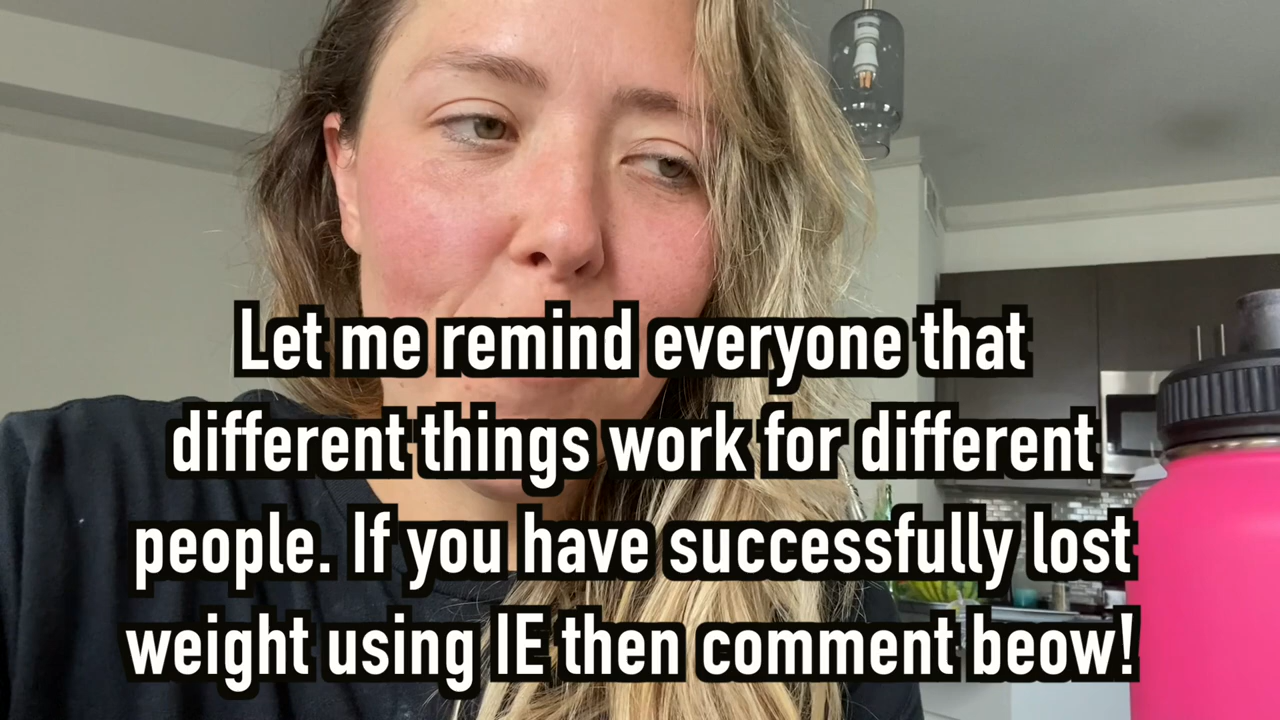 Let me remind everyone that
different things work for different
people. If you have successfully lost
weight using IE then comment beow!